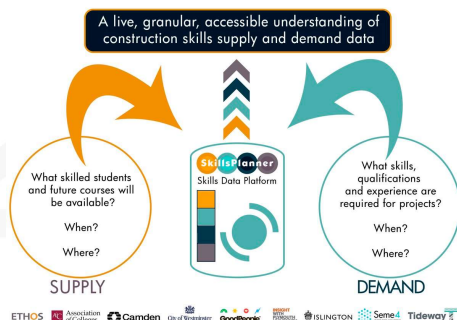 A live, granular, accessible understanding of
construction skills supply and demand data
What skilled students
and future courses will
be available?
When?
Where?
SUPPLY
SkillsPlanner
Skills Data Platform
What skills,
qualifications
and experience are
required for projects?
When?
Where?
DEMAND
ETHOS
Association
of Colleges
Camden
City of Westminster
GoodPeople
INSIGHT
WITH
ISLINGTON
Seme4
Tideway